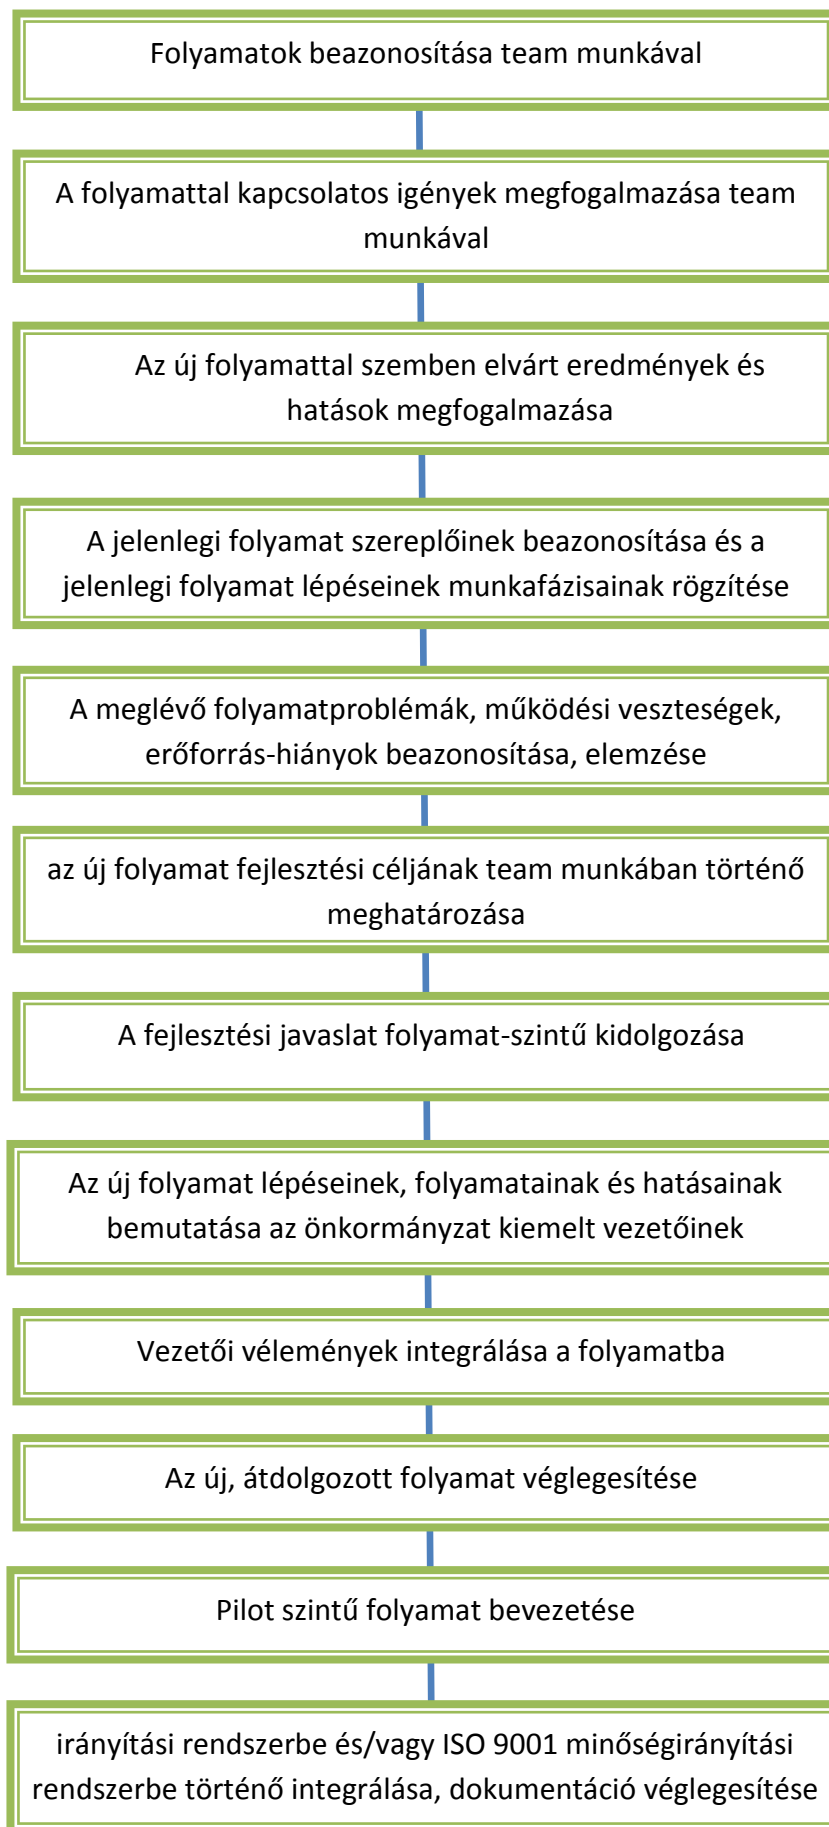 Folyamatok beazonosítása team munkával
A folyamattal kapcsolatos igények megfogalmazása team
munkával
Az új folyamattal szemben elvárt eredmények és
hatások megfogalmazása
A jelenlegi folyamat szereplőinek beazonosítása és a
jelenlegi folyamat lépéseinek munkafázisainak rögzítése
A meglévő folyamatproblémák, működési veszteségek,
erőforrás-hiányok beazonosítása, elemzése
az új folyamat fejlesztési céljának team munkában történő
meghatározása
A fejlesztési javaslat folyamat-szintű kidolgozása
Az új folyamat lépéseinek, folyamatainak és hatásainak
bemutatása az önkormányzat kiemelt vezetőinek
Vezetői vélemények integrálása a folyamatba
Az új, átdolgozott folyamat véglegesítése
Pilot szintű folyamat bevezetése
irányítási rendszerbe és/vagy ISO 9001 minőségirányítási
rendszerbe történő integrálása, dokumentáció véglegesítése